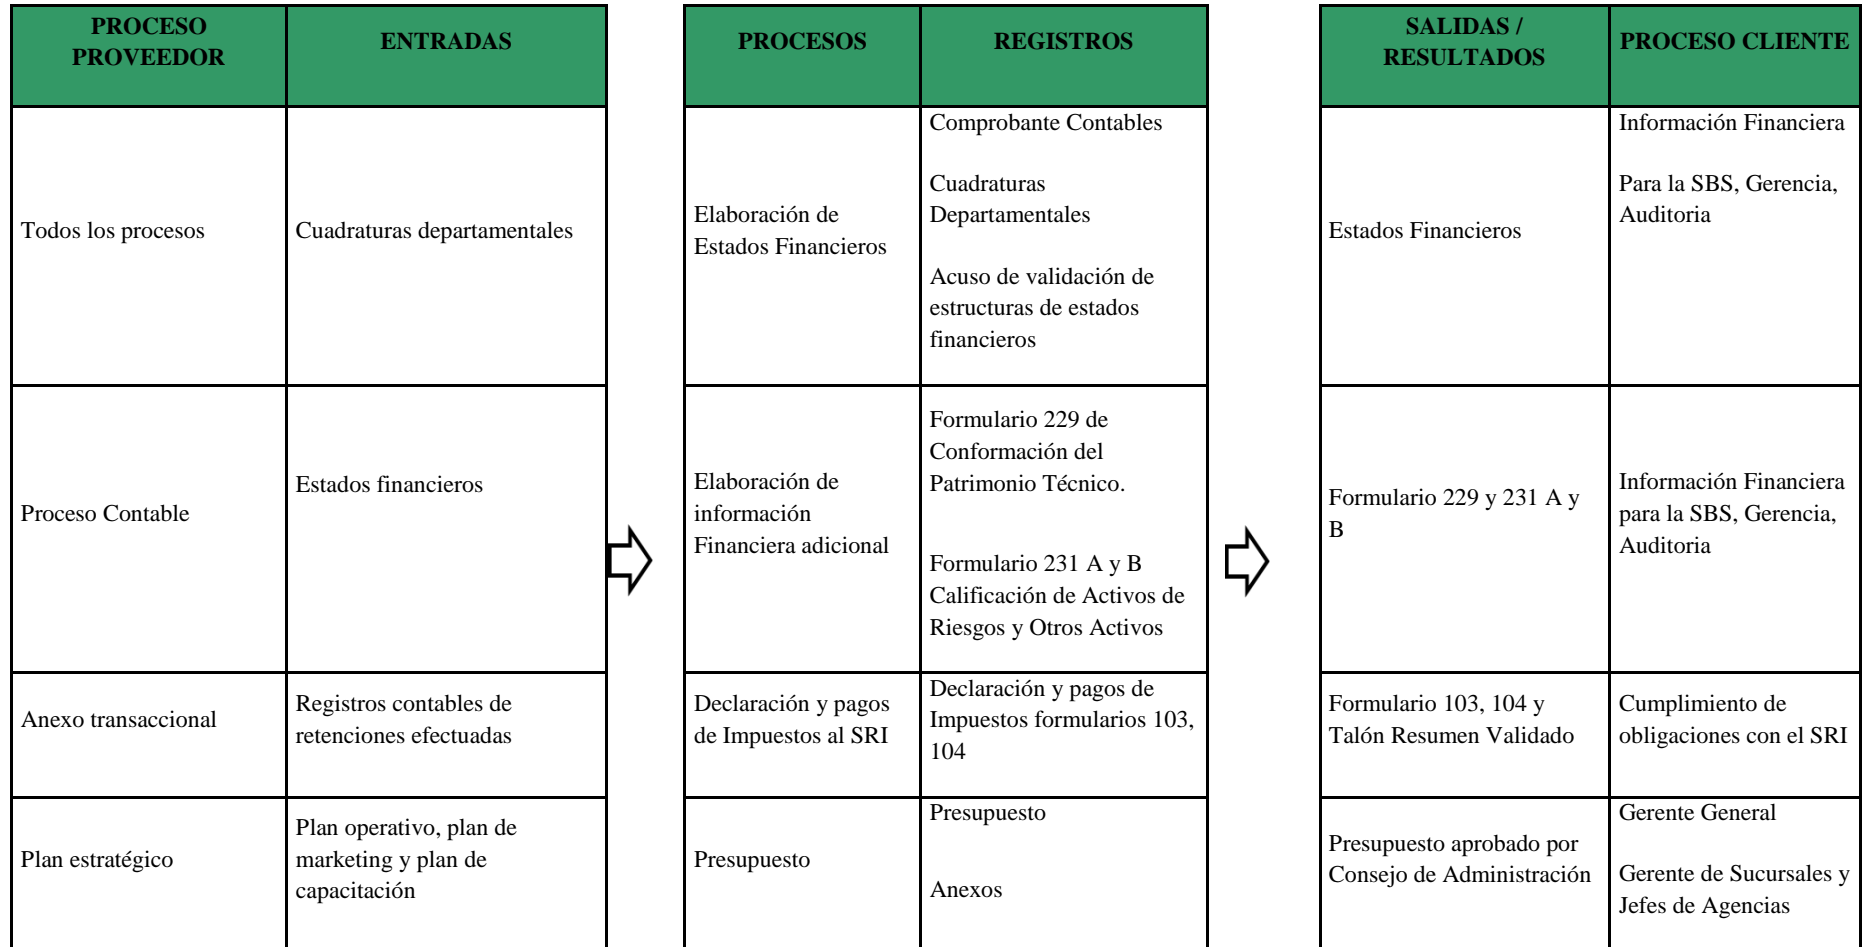 PROCESO
PROVEEDOR
ENTRADAS
PROCESOS
REGISTROS
SALIDAS /
RESULTADOS
PROCESO CLIENTE
Todos los procesos
Cuadraturas departamentales
Elaboración de
Estados Financieros
Comprobante Contables
Cuadraturas
Departamentales
Acuso de validación de
estructuras de estados
financieros
Estados Financieros
Información Financiera
Para la SBS, Gerencia,
Auditoria
Proceso Contable
Estados financieros
Elaboración de
información
Financiera adicional
Formulario 229 de
Conformación del
Patrimonio Técnico.
Formulario 231 A y B
Calificación de Activos de
Riesgos y Otros Activos
Formulario 229 y 231 A y
B
Información Financiera
para la SBS, Gerencia,
Auditoria
Anexo transaccional
Registros contables de
retenciones efectuadas
Declaración y pagos
de Impuestos al SRI
Declaración y pagos de
Impuestos formularios 103,
104
Formulario 103, 104 y
Talón Resumen Validado
Cumplimiento de
obligaciones con el SRI
Plan estratégico
Plan operativo, plan de
marketing y plan de
capacitación
Presupuesto
Presupuesto
Anexos
Presupuesto aprobado por
Consejo de Administración
Gerente General
Gerente de Sucursales y
Jefes de Agencias